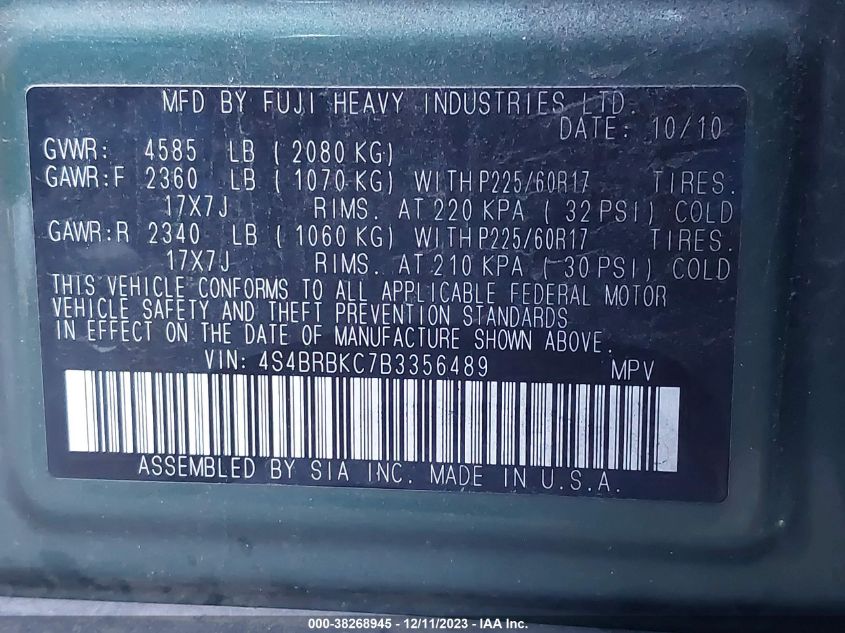 MFD BY FUJI HEAVY INDUSTRIES LTD.
DATE: 10/10
GVWR: 4585 LB ( 2080 KG)
GAWR:F 2360 LB ( 1070 KG) WITH P225/60R17 TIRES.
17X7J RIMS. AT 220 KPA ( 32 PSI) COLD
GAWR:R 2340 LB ( 1060 KG) WITH P225/60R17 TIRES.
17X7J RIMS. AT 210 KPA ( 30 PSI) COLD
THIS VEHICLE CONFORMS TO ALL APPLICABLE FEDERAL MOTOR
VEHICLE SAFETY AND THEFT PREVENTION STANDARDS
IN EFFECT ON THE DATE OF MANUFACTURE SHOWN ABOVE.
VIN: 4S4BRBKC7B3356489 MPV
ASSEMBLED BY SIA INC. MADE IN U.S.A.
000-38268945 - 12/11/2023 - IAA Inc.